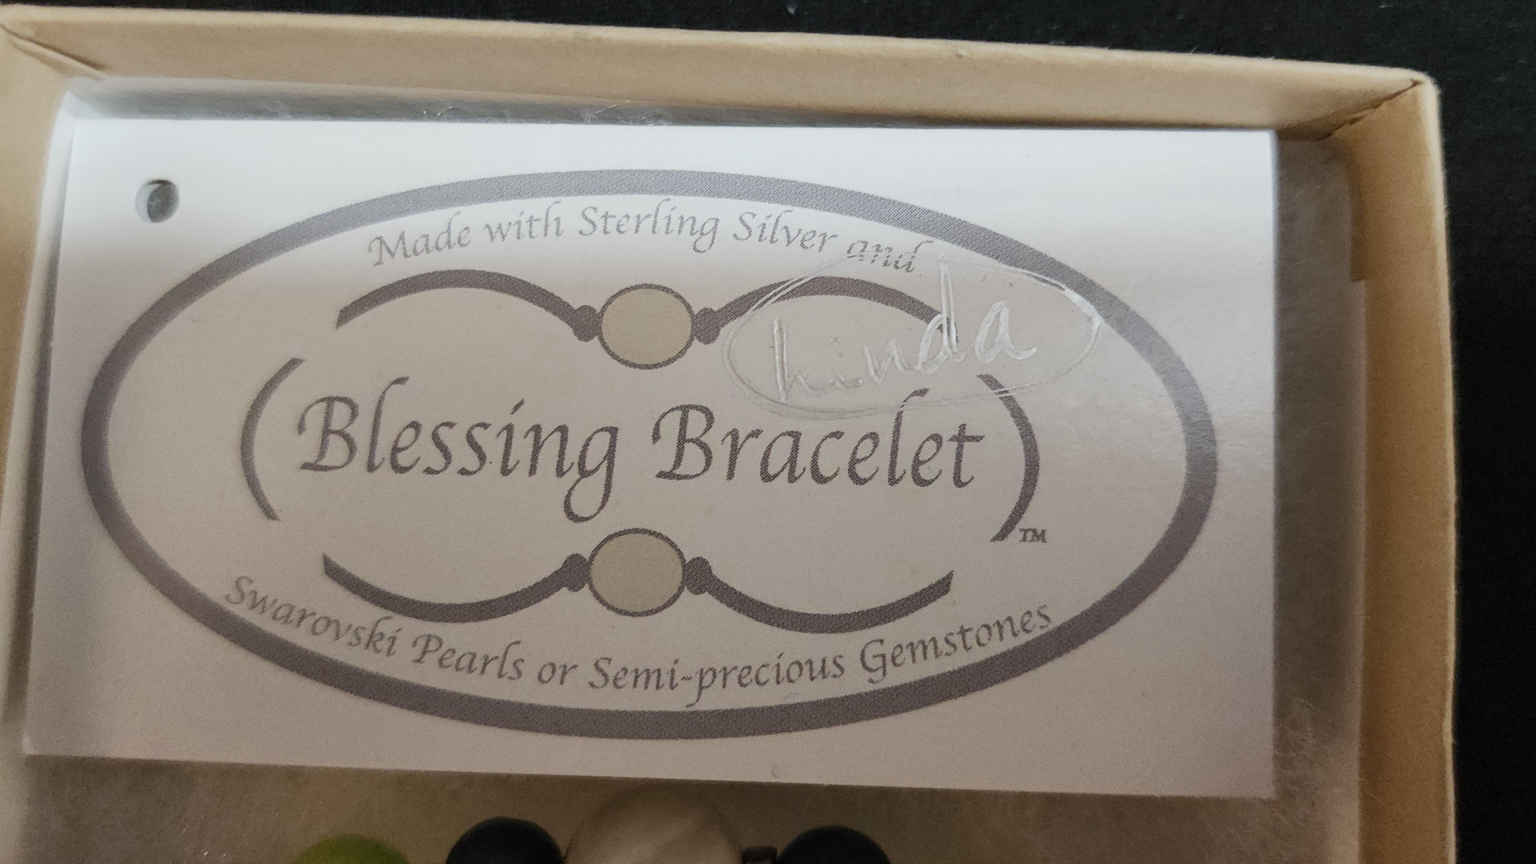 Made with Sterling Silver and
Linda
Blessing Bracelet
TM
Swarovski Pearls or Semi-precious Gemstones